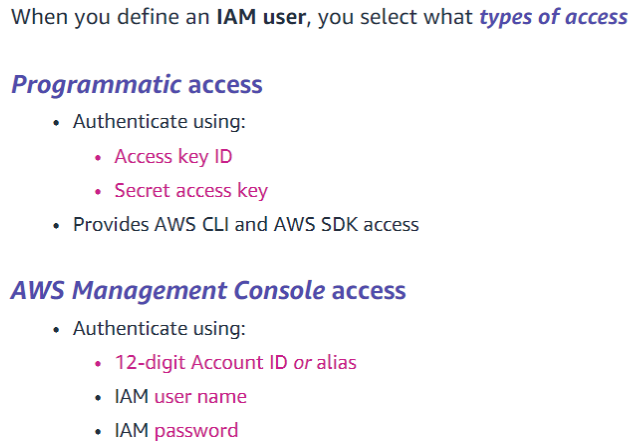 When you define an IAM user, you select what types of access
Programmatic access
• Authenticate using:
• Access key ID
• Secret access key
• Provides AWS CLI and AWS SDK access
AWS Management Console access
• Authenticate using:
• 12-digit Account ID or alias
• IAM user name
• IAM password